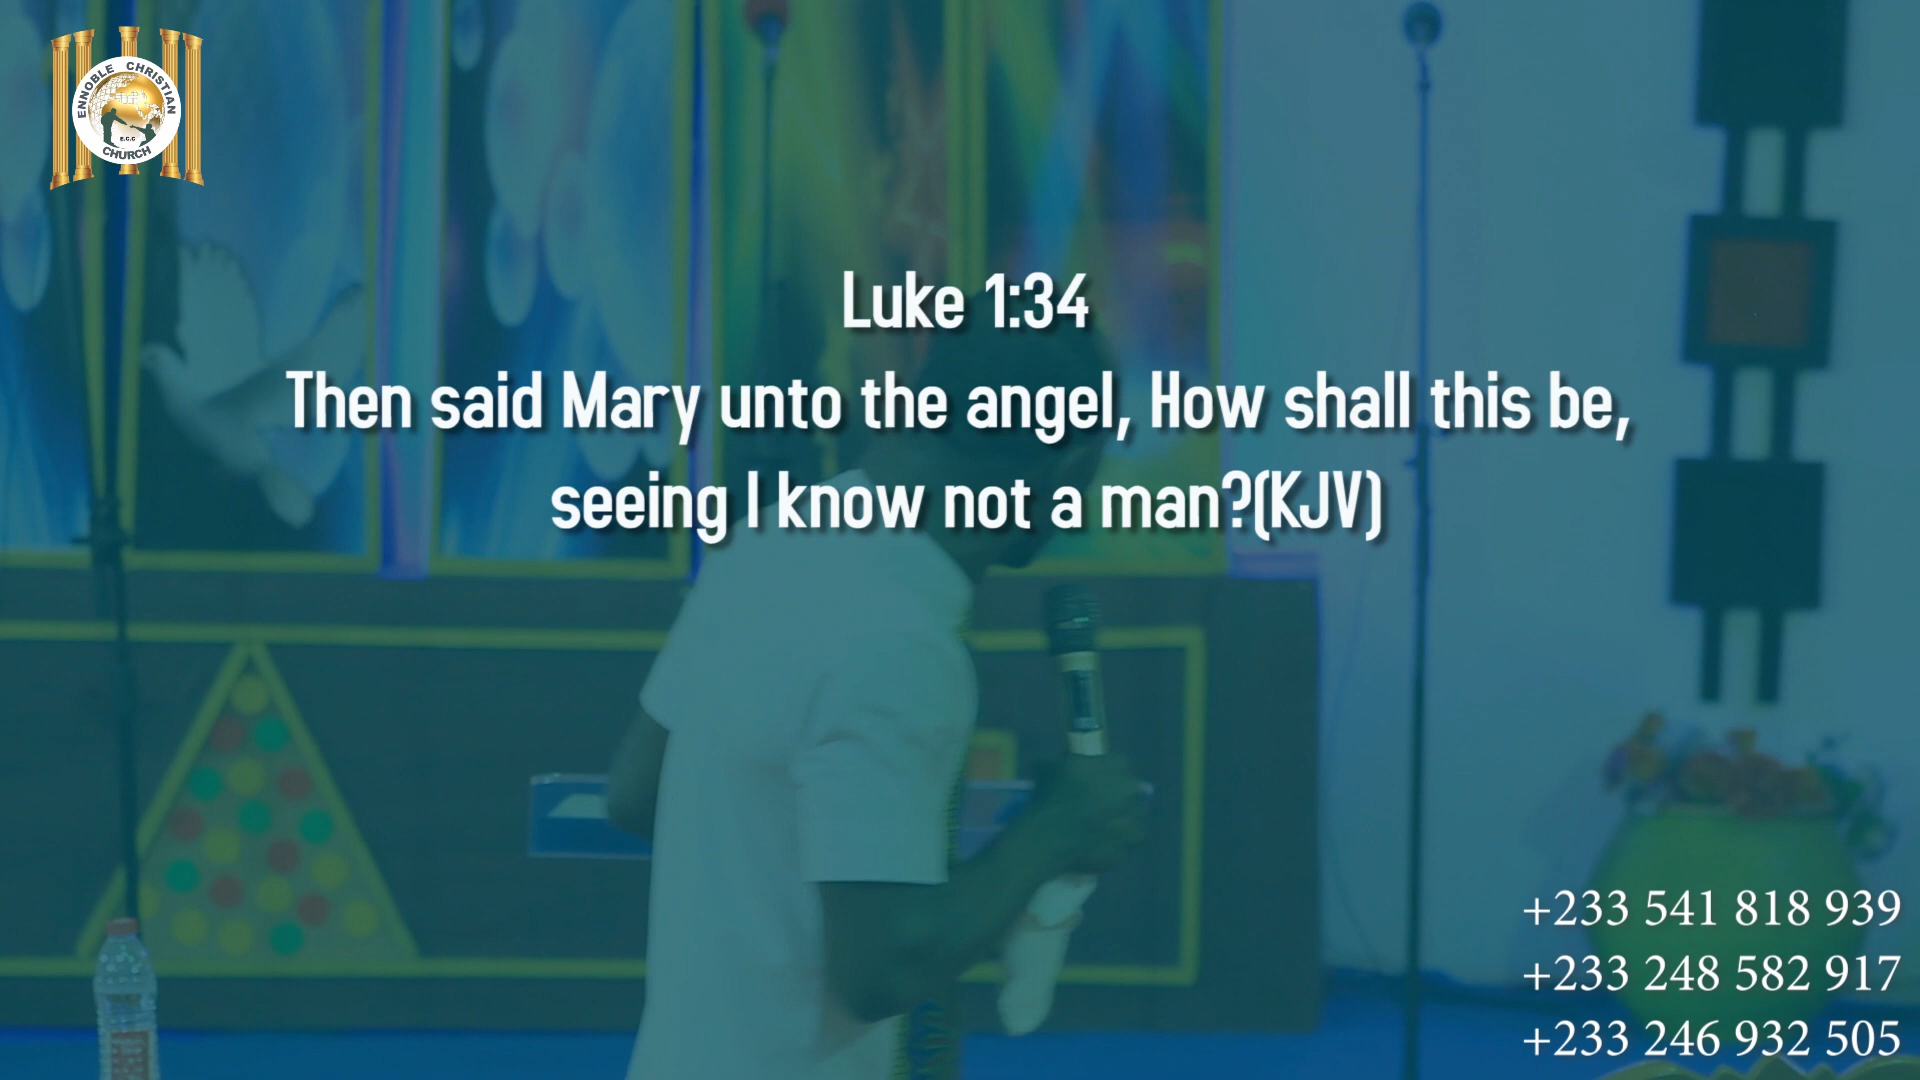 ENNOBLE CHRISTIAN
E.C.C
CHURCH
Luke 1:34
Then said Mary unto the angel, How shall this be,
seeing I know not a man?(KJV)
+233 541 818 939
+233 248 582 917
+233 246 932 505